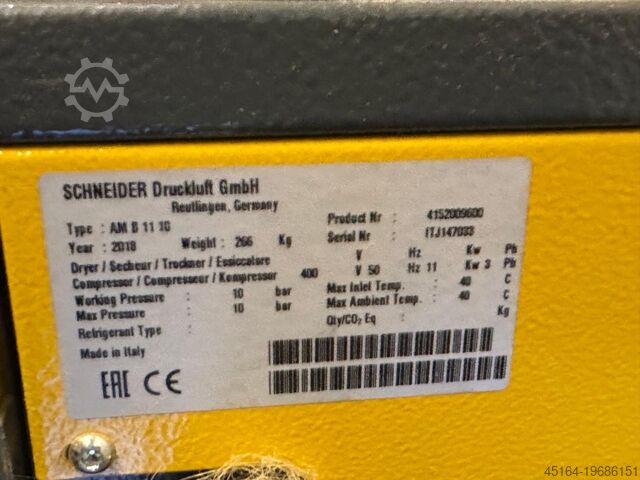 SCHNEIDER Druckluft GmbH
Reutlingen, Germany
Type : AM B 11 10 Product Nr : 4152009600
Year : 2018 Weight : 266 Kg Serial Nr : ITJ147033
Dryer / Secheur / Trockner / Essiccatore V Hz Kw Ph
Compressor / Compresseur / Kompressor 400 V 50 Hz 11 Kw 3 Ph
Working Pressure : 10 bar Max Inlet Temp. : 40 C
Max Pressure : 10 bar Max Ambient Temp. : 40 C
Refrigerant Type : Qty/CO₂ Eq : Kg
Made in Italy
EAC CE
45164-19686151